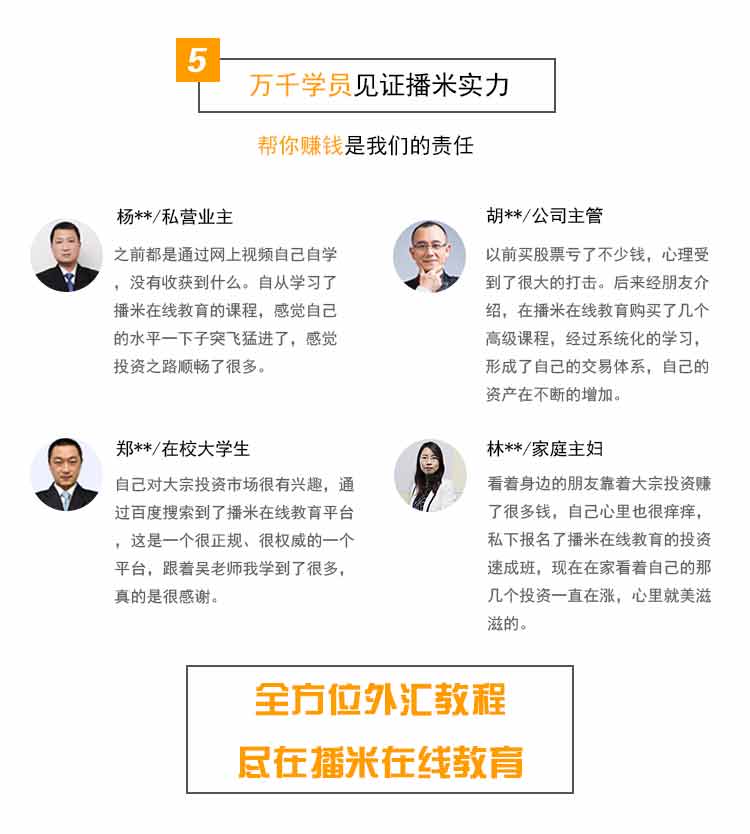 5
万千学员见证播米实力
帮你赚钱是我们的责任
杨**/私营业主
之前都是通过网上视频自己自学
，没有收获到什么。自从学习了
播米在线教育的课程，感觉自己
的水平一下子突飞猛进了，感觉
投资之路顺畅了很多。
胡**/公司主管
以前买股票亏了不少钱，心理受
到了很大的打击。后来经朋友介
绍，在播米在线教育购买了几个
高级课程，经过系统化的学习，
形成了自己的交易体系，自己的
资产在不断的增加。
郑**/在校大学生
自己对大宗投资市场很有兴趣，通
过百度搜索到了播米在线教育平台
，这是一个很正规、很权威的一个
平台，跟着吴老师我学到了很多，
真的是很感谢。
林**/家庭主妇
看着身边的朋友靠着大宗投资赚
了很多钱，自己心里也很痒痒，
私下报名了播米在线教育的投资
速成班，现在在家看着自己的那
几个投资一直在涨，心里就美滋
滋的。
全方位外汇教程
尽在播米在线教育